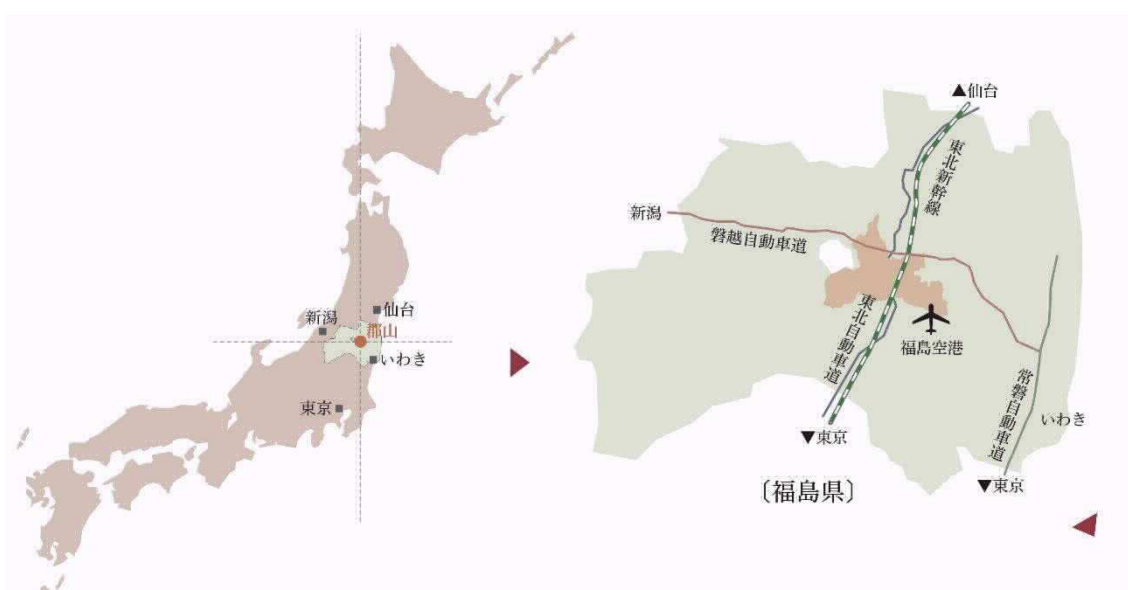 仙台
新潟
郡山
いわき
東京
▲仙台
東北新幹線
新潟
磐越自動車道
東北自動車道
福島空港
常磐自動車道
いわき
▼東京
▼東京
〔福島県〕